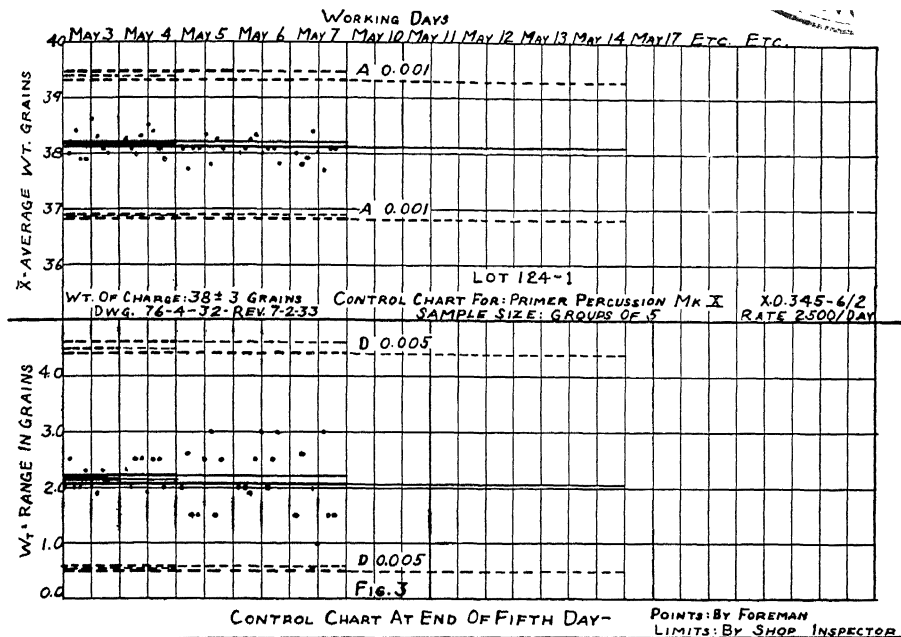 WORKING DAYS
MAY 3 MAY 4 MAY 5 MAY 6 MAY 7 MAY 10 MAY 11 MAY 12 MAY 13 MAY 14 MAY 17 ETC. ETC.
40
A 0.001
39
38
37
A 0.001
36
X̄-AVERAGE WT. GRAINS
LOT 124-1
WT. OF CHARGE: 38 ± 3 GRAINS CONTROL CHART FOR: PRIMER PERCUSSION MK X X.O. 345-6/2
DWG. 76-4-32-REV. 7-2-33 SAMPLE SIZE: GROUPS OF 5 RATE 2500/DAY
D 0.005
4.0
3.0
2.0
1.0
D 0.005
0.0
WT = RANGE IN GRAINS
FIG. 3
CONTROL CHART AT END OF FIFTH DAY- POINTS: BY FOREMAN
LIMITS: BY SHOP INSPECTOR